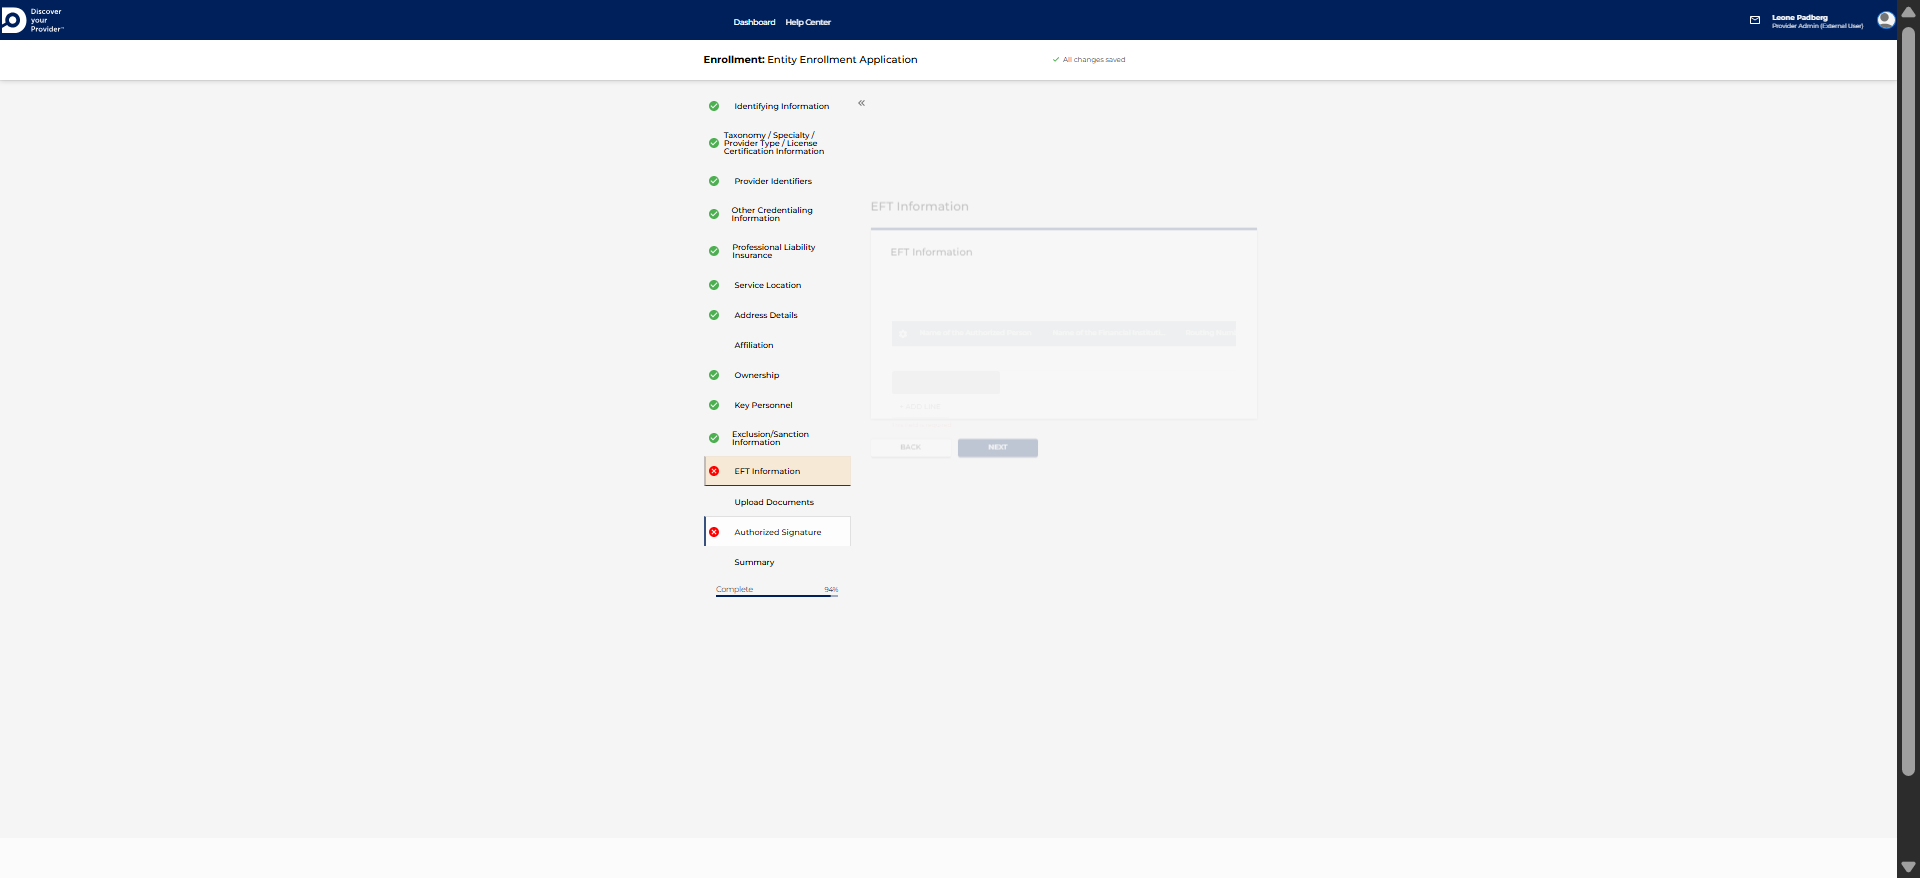 Discover
your
Provider™
Dashboard
Help Center
Leone Padberg
Provider Admin (External User)
Enrollment: Entity Enrollment Application
All changes saved
Identifying Information
Taxonomy / Specialty /
Provider Type / License
Certification Information
Provider Identifiers
Other Credentialing
Information
Professional Liability
Insurance
Service Location
Address Details
Affiliation
Ownership
Key Personnel
Exclusion/Sanction
Information
EFT Information
Upload Documents
Authorized Signature
Summary
Complete 94%
EFT Information
EFT Information
BACK
NEXT